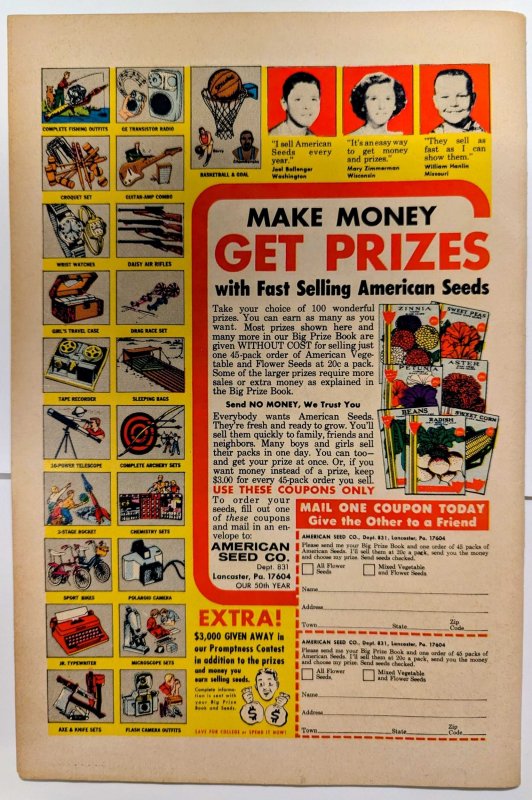 COMPLETE FISHING OUTFITS
GE TRANSISTOR RADIO
CROQUET SET
GUITAR-AMP COMBO
BASKETBALL & GOAL
WRIST WATCHES
DAISY AIR RIFLES
GIRL'S TRAVEL CASE
DRAG RACE SET
TAPE RECORDER
SLEEPING BAGS
30-POWER TELESCOPE
COMPLETE ARCHERY SETS
3-STAGE ROCKET
CHEMISTRY SETS
SPORT BIKES
POLAROID CAMERA
JR. TYPEWRITER
MICROSCOPE SETS
AXE & KNIFE SETS
FLASH CAMERA OUTFITS
"I sell American
Seeds every
year."
Joel Ballenger
Washington
"It's an easy way
to get money
and prizes."
Mary Zimmerman
Wisconsin
"They sell as
fast as I can
show them."
William Hanlin
Missouri
MAKE MONEY
GET PRIZES
with Fast Selling American Seeds
Take your choice of 100 wonderful
prizes. You can earn as many as you
want. Most prizes shown here and
many more in our Big Prize Book are
given WITHOUT COST for selling just
one 45-pack order of American Vege-
table and Flower Seeds at 20c a pack.
Some of the larger prizes require more
sales or extra money as explained in
the Big Prize Book.
Send NO MONEY, We Trust You
Everybody wants American Seeds.
They're fresh and ready to grow. You'll
sell them quickly to family, friends and
neighbors. Many boys and girls sell
their packs in one day. You can too—
and get your prize at once. Or, if you
want money instead of a prize, keep
$3.00 for every 45-pack order you sell.
USE THESE COUPONS ONLY
To order your
seeds, fill out one
of these coupons
and mail in an en-
velope to:
AMERICAN
SEED CO.
Dept. 831
Lancaster, Pa. 17604
OUR 50th YEAR
ZINNIA
SWEET PEAS
PETUNIA
ASTER
BEANS
RADISH
SWEET CORN
MAIL ONE COUPON TODAY
Give the Other to a Friend
AMERICAN SEED CO., Dept. 831, Lancaster, Pa. 17604
Please send me your Big Prize Book and one order of 45 packs of
American Seeds. I'll sell them at 20c a pack, send you the money
and choose my prize. Send seeds checked.
All Flower
Seeds
Mixed Vegetable
and Flower Seeds
Name
Address
Town State Zip
Code
AMERICAN SEED CO., Dept. 831, Lancaster, Pa. 17604
Please send me your Big Prize Book and one order of 45 packs of
American Seeds. I'll sell them at 20c a pack, send you the money
and choose my prize. Send seeds checked.
All Flower
Seeds
Mixed Vegetable
and Flower Seeds
Name
Address
Town State Zip
Code
EXTRA!
$3,000 GIVEN AWAY in
our Promptness Contest
in addition to the prizes
and money you
earn selling seeds.
Complete informa-
tion is sent with
your Big Prize
Book and Seeds.
$ $
SAVE FOR COLLEGE or SPEND IT NOW!